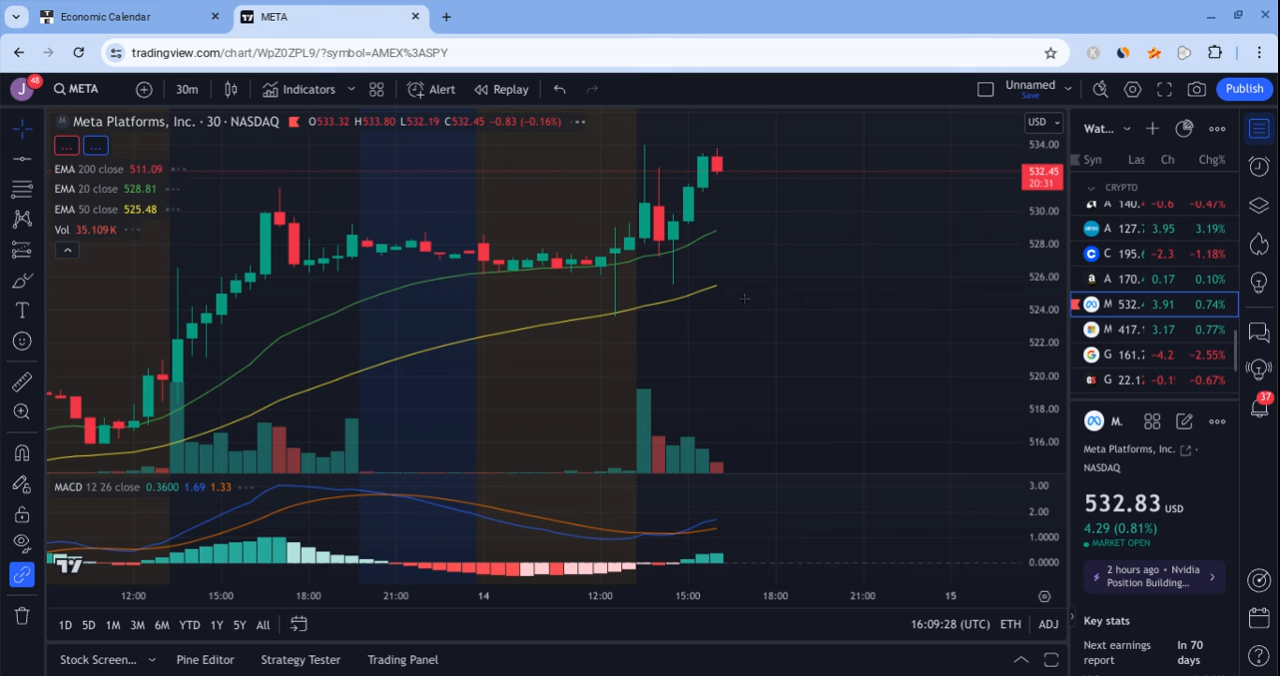 Economic Calendar
META
tradingview.com/chart/WpZ0ZPL9/?symbol=AMEX%3ASPY
J
48
META
30m
Indicators
Alert
Replay
Unnamed
Save
Publish
Meta Platforms, Inc. · 30 · NASDAQ
O533.32 H533.80 L532.19 C532.45 −0.83 (−0.16%)
USD
EMA 200 close 511.09
EMA 20 close 528.81
EMA 50 close 525.48
Vol 35.109K
534.00
532.45
20:31
530.00
528.00
526.00
524.00
522.00
520.00
518.00
516.00
MACD 12 26 close 0.3600 1.69 1.33
3.00
2.00
1.0000
0.0000
12:00
15:00
18:00
21:00
14
12:00
15:00
18:00
21:00
15
1D 5D 1M 3M 6M YTD 1Y 5Y All
16:09:28 (UTC) ETH ADJ
Stock Screen...
Pine Editor
Strategy Tester
Trading Panel
Wat...
Syn Las Ch Chg%
CRYPTO
A 140. −0.6 −0.47%
A 127. 3.95 3.19%
C 195. −2.3 −1.18%
A 170. 0.17 0.10%
M 532. 3.91 0.74%
M 417. 3.17 0.77%
G 161. −4.2 −2.55%
G 22.1 −0.1 −0.67%
M.
Meta Platforms, Inc. ·
NASDAQ
532.83 USD
4.29 (0.81%)
MARKET OPEN
2 hours ago • Nvidia
Position Building...
Key stats
Next earnings
report
In 70
days
37